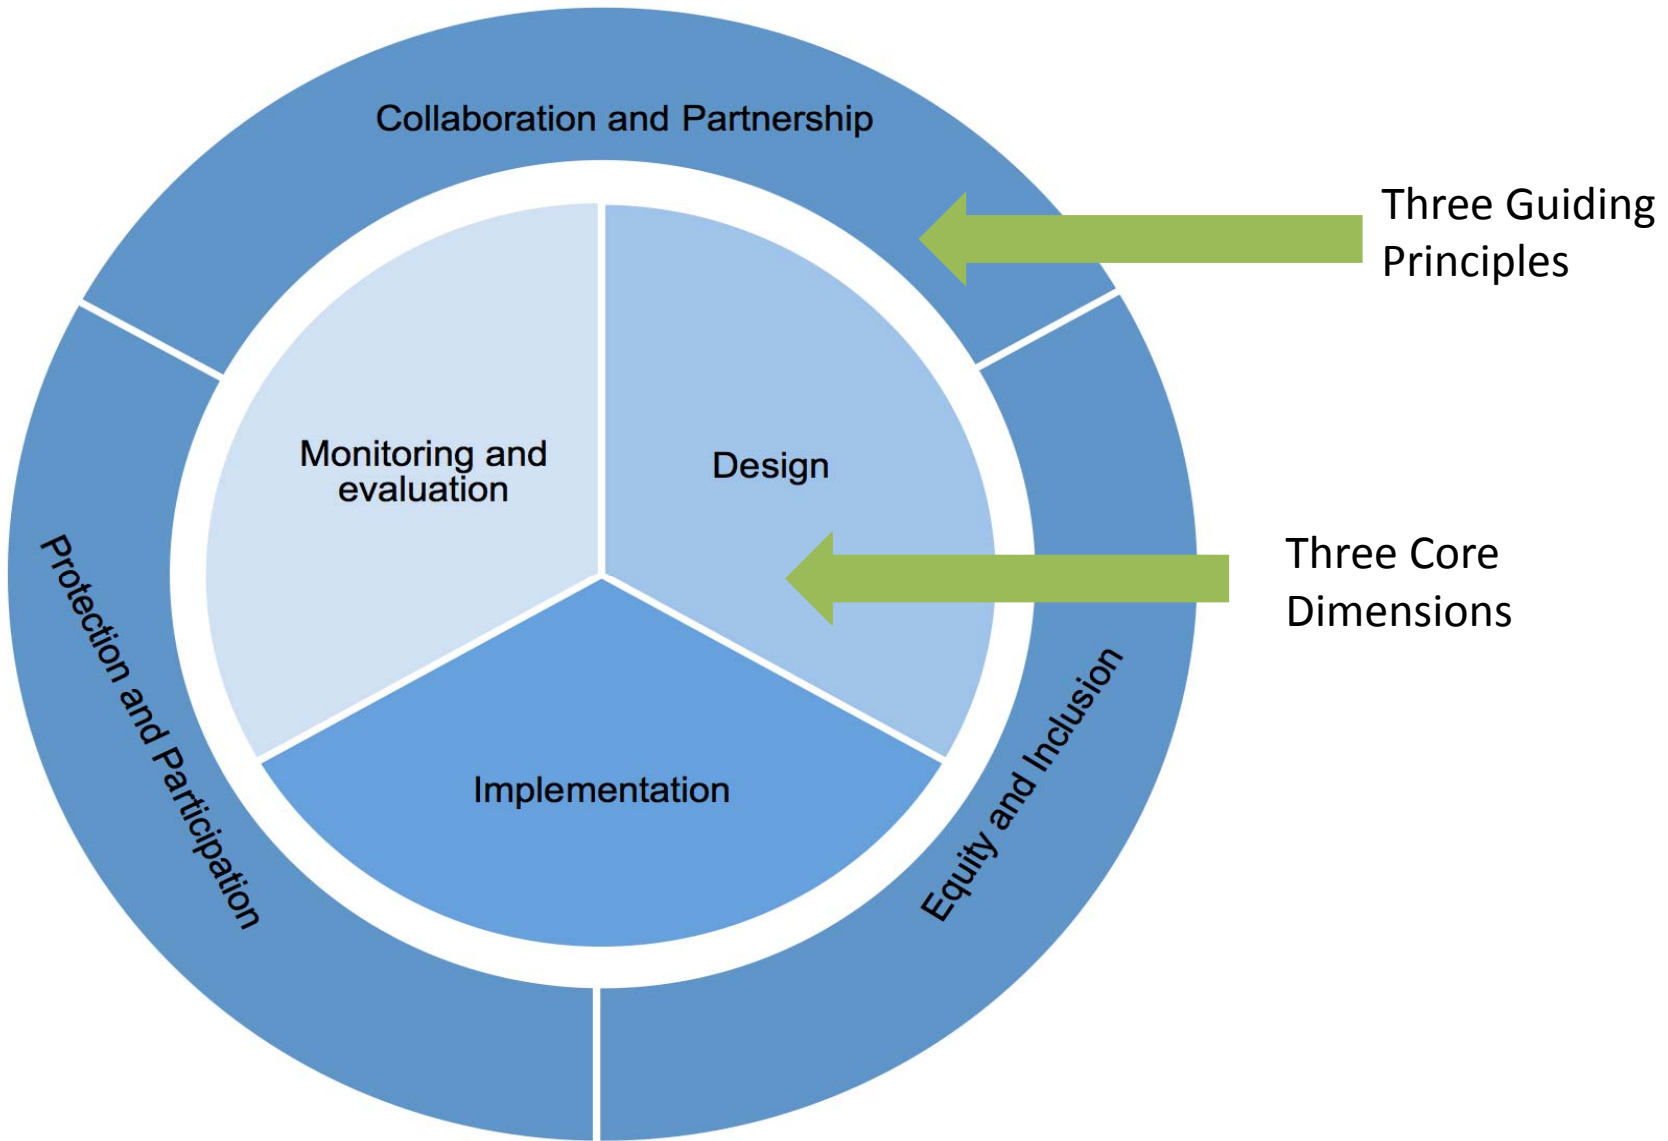 Collaboration and Partnership
Three Guiding
Principles
Monitoring and
evaluation
Design
Three Core
Dimensions
Protection and Participation
Equity and Inclusion
Implementation